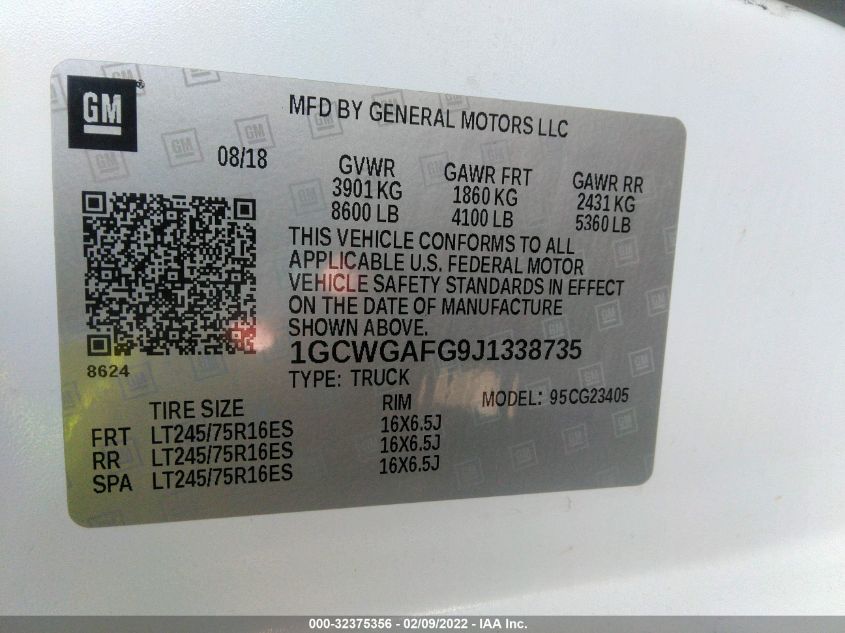 GM
MFD BY GENERAL MOTORS LLC
08/18
GVWR GAWR FRT GAWR RR
3901 KG 1860 KG 2431 KG
8600 LB 4100 LB 5360 LB
THIS VEHICLE CONFORMS TO ALL
APPLICABLE U.S. FEDERAL MOTOR
VEHICLE SAFETY STANDARDS IN EFFECT
ON THE DATE OF MANUFACTURE
SHOWN ABOVE.
1GCWGAFG9J1338735
8624
TYPE: TRUCK
MODEL: 95CG23405
TIRE SIZE RIM
FRT LT245/75R16ES 16X6.5J
RR LT245/75R16ES 16X6.5J
SPA LT245/75R16ES 16X6.5J
000-32375356 - 02/09/2022 - IAA Inc.